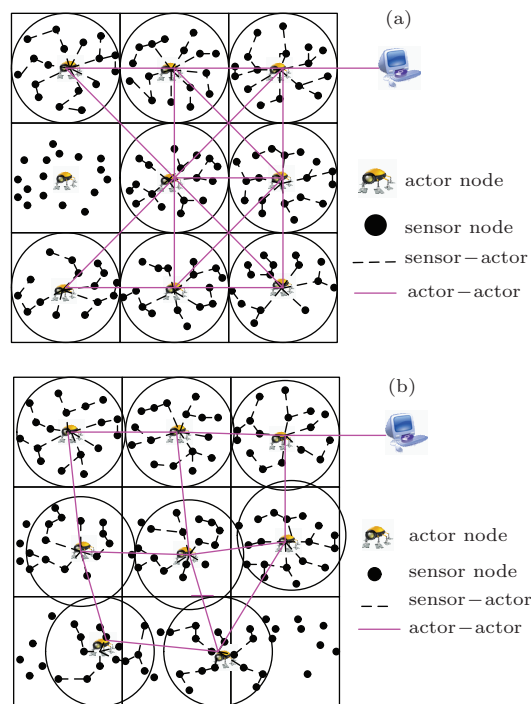 (a)
actor node
sensor node
sensor−actor
actor−actor
(b)
actor node
sensor node
sensor−actor
actor−actor